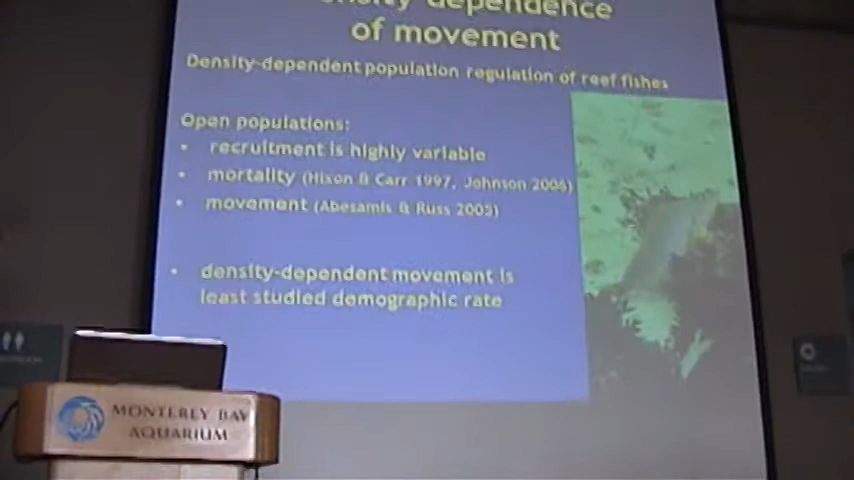 dependence
of movement
Density-dependent population regulation of reef fishes
Open populations:
• recruitment is highly variable
• mortality (Hixon & Carr 1997, Johnson 2006)
• movement (Abesamis & Russ 2005)
• density-dependent movement is
least studied demographic rate
MONTEREY BAY
AQUARIUM